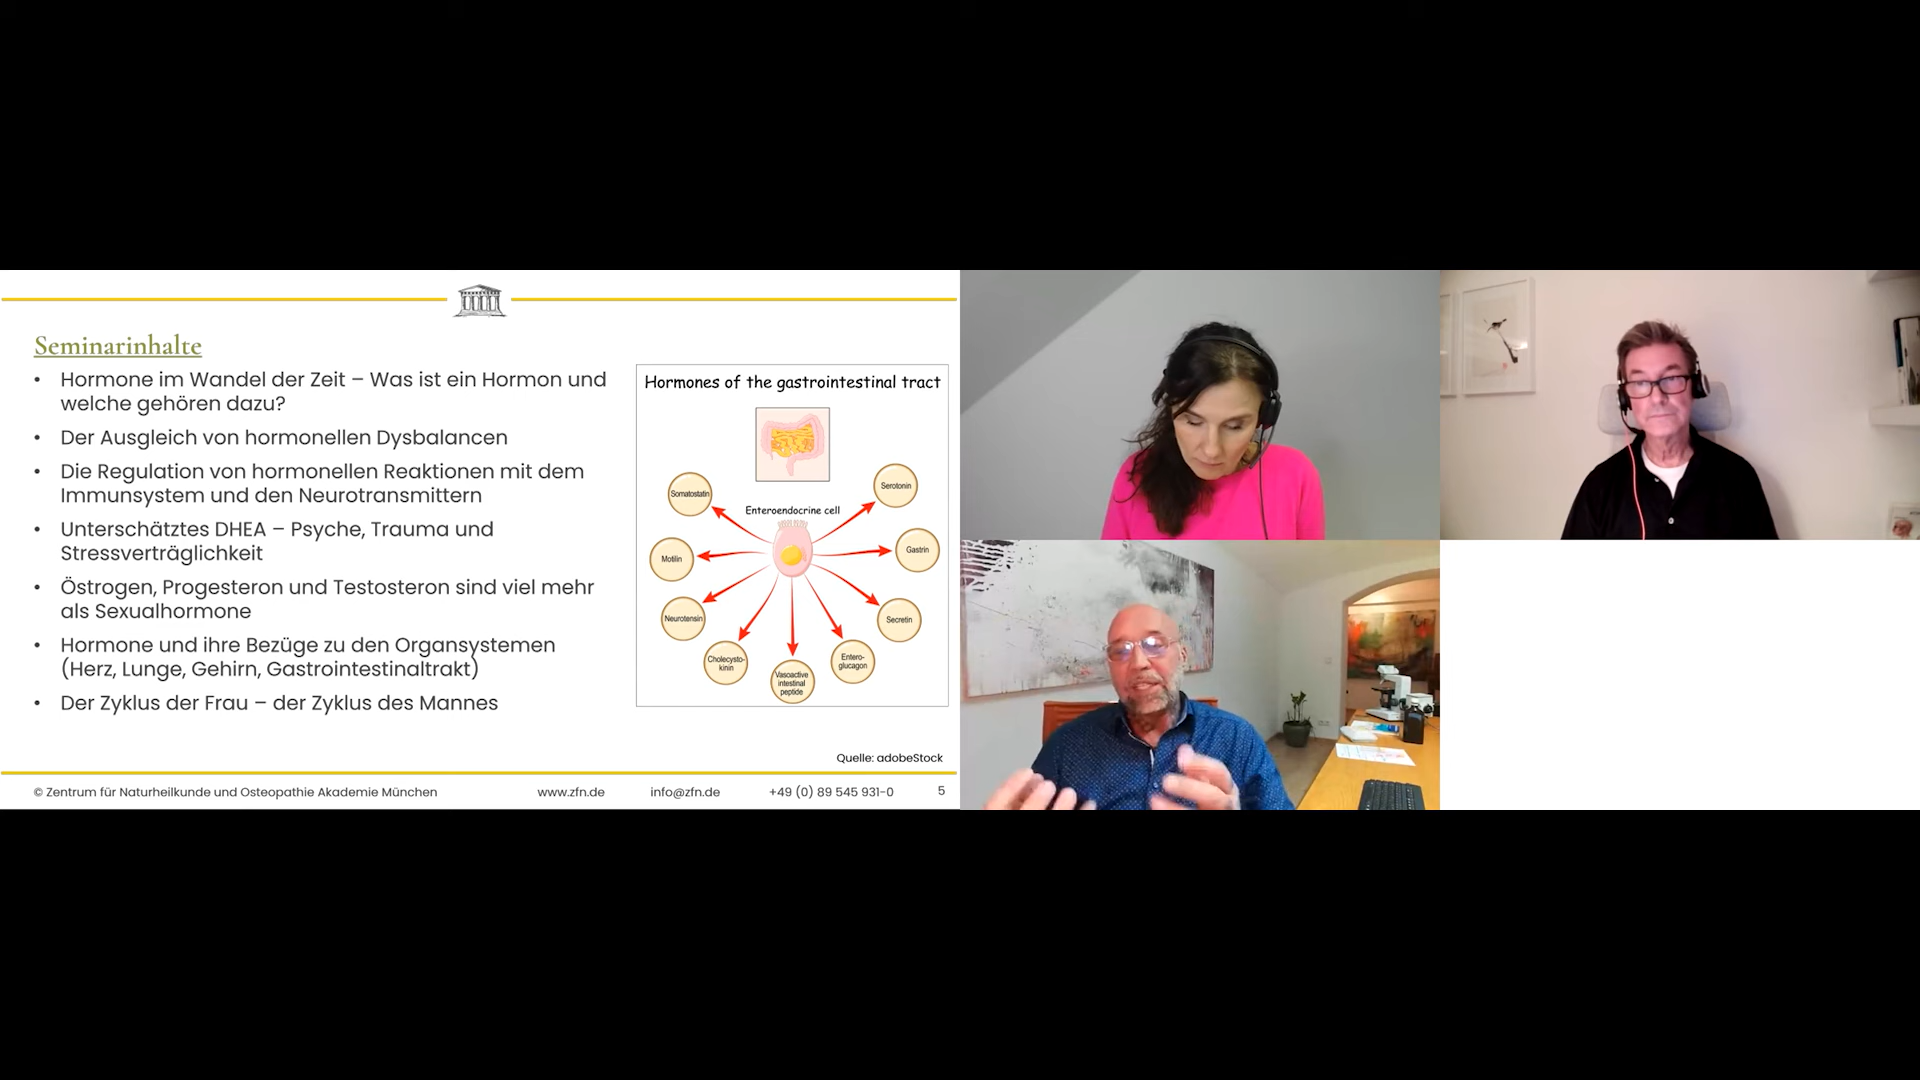 Seminarinhalte
• Hormone im Wandel der Zeit – Was ist ein Hormon und
welche gehören dazu?
• Der Ausgleich von hormonellen Dysbalancen
• Die Regulation von hormonellen Reaktionen mit dem
Immunsystem und den Neurotransmittern
• Unterschätztes DHEA – Psyche, Trauma und
Stressverträglichkeit
• Östrogen, Progesteron und Testosteron sind viel mehr
als Sexualhormone
• Hormone und ihre Bezüge zu den Organsystemen
(Herz, Lunge, Gehirn, Gastrointestinaltrakt)
• Der Zyklus der Frau – der Zyklus des Mannes
Hormones of the gastrointestinal tract
Enteroendocrine cell
Somatostatin
Serotonin
Motilin
Gastrin
Neurotensin
Secretin
Cholecysto-
kinin
Vasoactive
intestinal
peptide
Entero-
glucagon
Quelle: adobeStock
© Zentrum für Naturheilkunde und Osteopathie Akademie München
www.zfn.de
info@zfn.de
+49 (0) 89 545 931-0
5